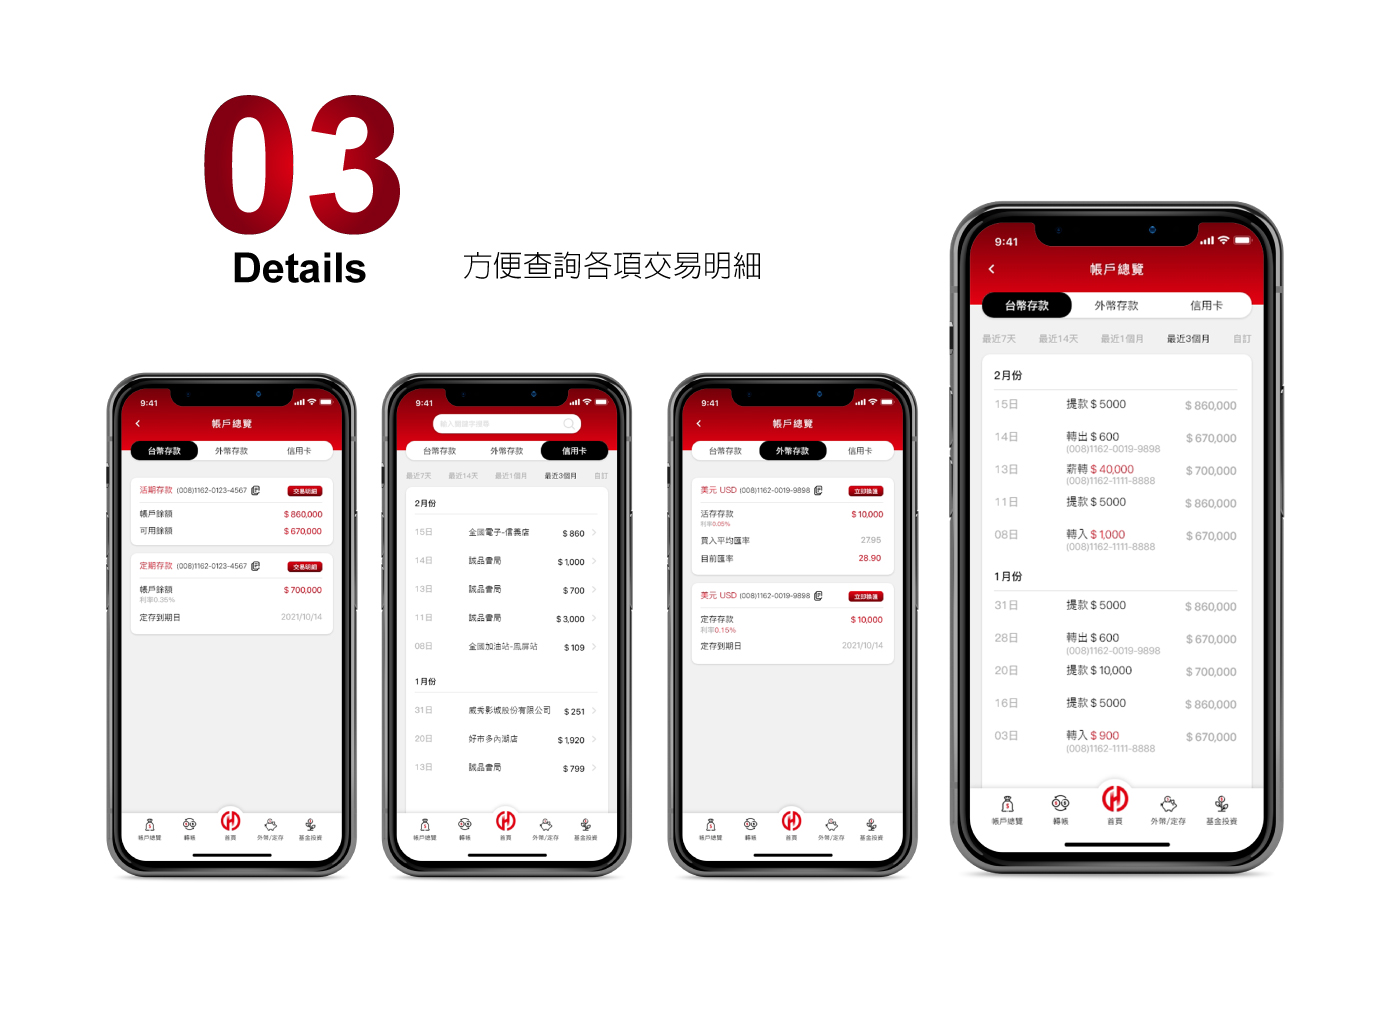 03
Details
方便查詢各項交易明細
9:41
帳戶總覽
台幣存款 外幣存款 信用卡
活期存款 (008)1162-0123-4567 交易明細
帳戶餘額 $ 860,000
可用餘額 $ 670,000
定期存款 (008)1162-0123-4567 交易明細
帳戶餘額 $ 700,000
利率0.35%
定存到期日 2021/10/14
帳戶總覽 轉帳 首頁 外幣/定存 基金投資
9:41
輸入關鍵字搜尋
台幣存款 外幣存款 信用卡
最近7天 最近14天 最近1個月 最近3個月 自訂
2月份
15日 全國電子-信義店 $ 860
14日 誠品書局 $ 1,000
13日 誠品書局 $ 700
11日 誠品書局 $ 3,000
08日 全國加油站-鳳屏站 $ 109
1月份
31日 威秀影城股份有限公司 $ 251
20日 好市多內湖店 $ 1,920
13日 誠品書局 $ 799
帳戶總覽 轉帳 首頁 外幣/定存 基金投資
9:41
帳戶總覽
台幣存款 外幣存款 信用卡
美元 USD (008)1162-0019-9898 立即換匯
活存存款 $ 10,000
利率0.05%
買入平均匯率 27.95
目前匯率 28.90
美元 USD (008)1162-0019-9898 立即換匯
定存存款 $ 10,000
利率0.15%
定存到期日 2021/10/14
帳戶總覽 轉帳 首頁 外幣/定存 基金投資
9:41
帳戶總覽
台幣存款 外幣存款 信用卡
最近7天 最近14天 最近1個月 最近3個月 自訂
2月份
15日 提款 $ 5000 $ 860,000
14日 轉出 $ 600 $ 670,000
(008)1162-0019-9898
13日 薪轉 $ 40,000 $ 700,000
(008)1162-1111-8888
11日 提款 $ 5000 $ 860,000
08日 轉入 $ 1,000 $ 670,000
(008)1162-1111-8888
1月份
31日 提款 $ 5000 $ 860,000
28日 轉出 $ 600 $ 670,000
(008)1162-0019-9898
20日 提款 $ 10,000 $ 700,000
16日 提款 $ 5000 $ 860,000
03日 轉入 $ 900 $ 670,000
(008)1162-1111-8888
帳戶總覽 轉帳 首頁 外幣/定存 基金投資